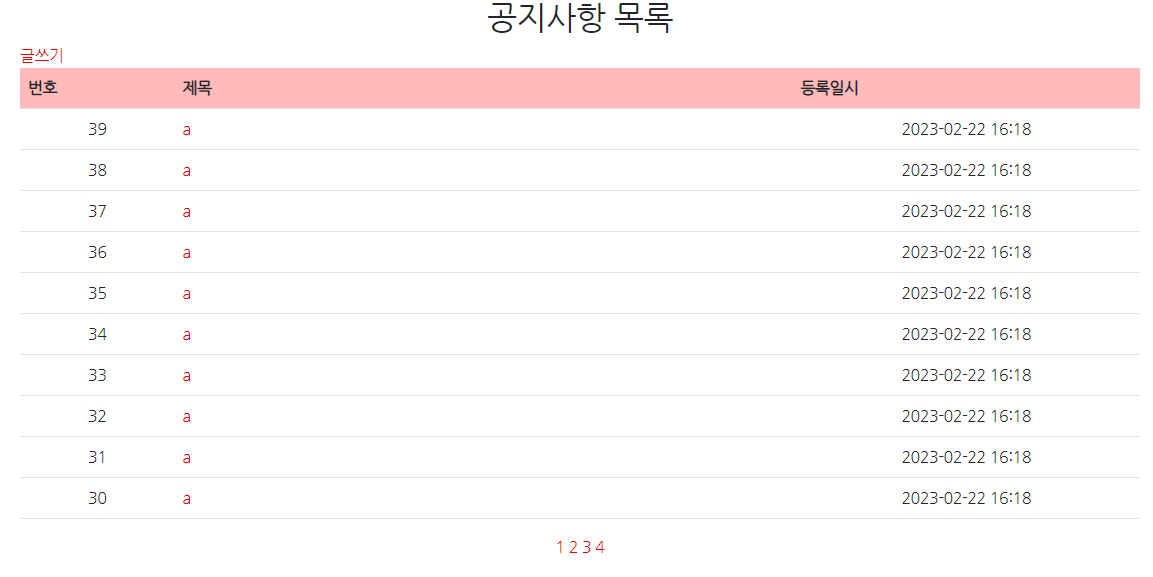 공지사항 목록
글쓰기
번호 제목 등록일시
39 a 2023-02-22 16:18
38 a 2023-02-22 16:18
37 a 2023-02-22 16:18
36 a 2023-02-22 16:18
35 a 2023-02-22 16:18
34 a 2023-02-22 16:18
33 a 2023-02-22 16:18
32 a 2023-02-22 16:18
31 a 2023-02-22 16:18
30 a 2023-02-22 16:18
1 2 3 4